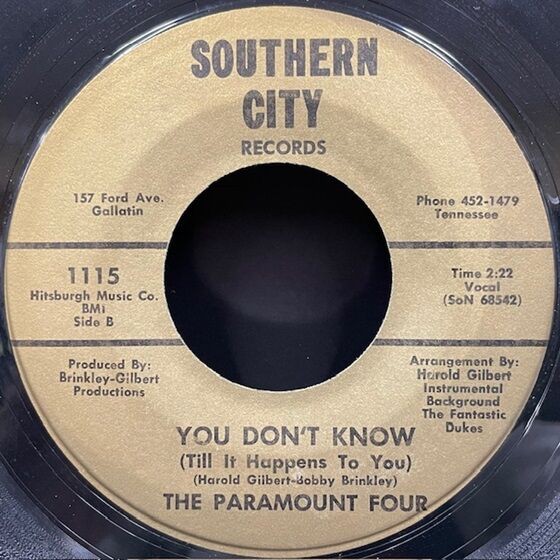 SOUTHERN
CITY
RECORDS
157 Ford Ave.
Gallatin
Phone 452-1479
Tennessee
1115
Hitsburgh Music Co.
BMI
Side B
Time 2:22
Vocal
(SoN 68542)
Produced By:
Brinkley-Gilbert
Productions
Arrangement By:
Harold Gilbert
Instrumental
Background
The Fantastic
Dukes
YOU DON'T KNOW
(Till It Happens To You)
(Harold Gilbert-Bobby Brinkley)
THE PARAMOUNT FOUR